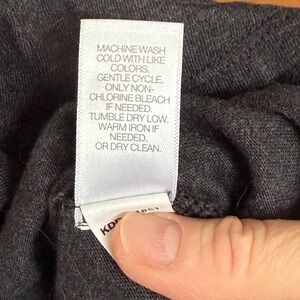 MACHINE WASH
COLD WITH LIKE
COLORS.
GENTLE CYCLE.
ONLY NON-
CHLORINE BLEACH
IF NEEDED.
TUMBLE DRY LOW.
WARM IRON IF
NEEDED.
OR DRY CLEAN.